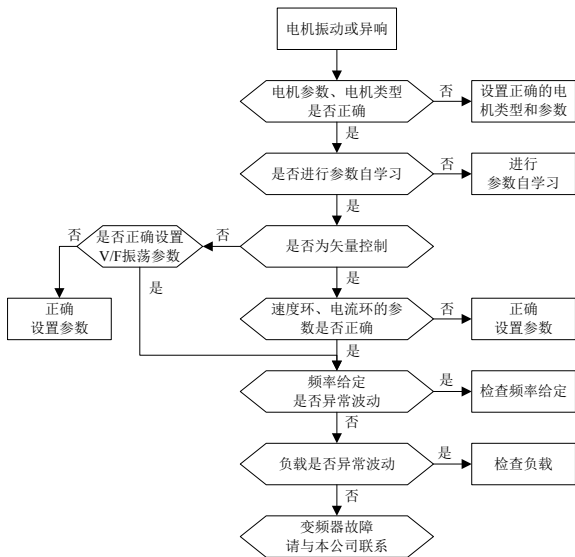 电机振动或异响
电机参数、电机类型
是否正确
否
设置正确的电
机类型和参数
是
是否进行参数自学习
否
进行
参数自学习
是
是否正确设置
V/F振荡参数
否
否
是否为矢量控制
是
是
正确
设置参数
速度环、电流环的参
数是否正确
否
正确
设置参数
是
频率给定
是否异常波动
是
检查频率给定
否
负载是否异常波动
是
检查负载
否
变频器故障
请与本公司联系